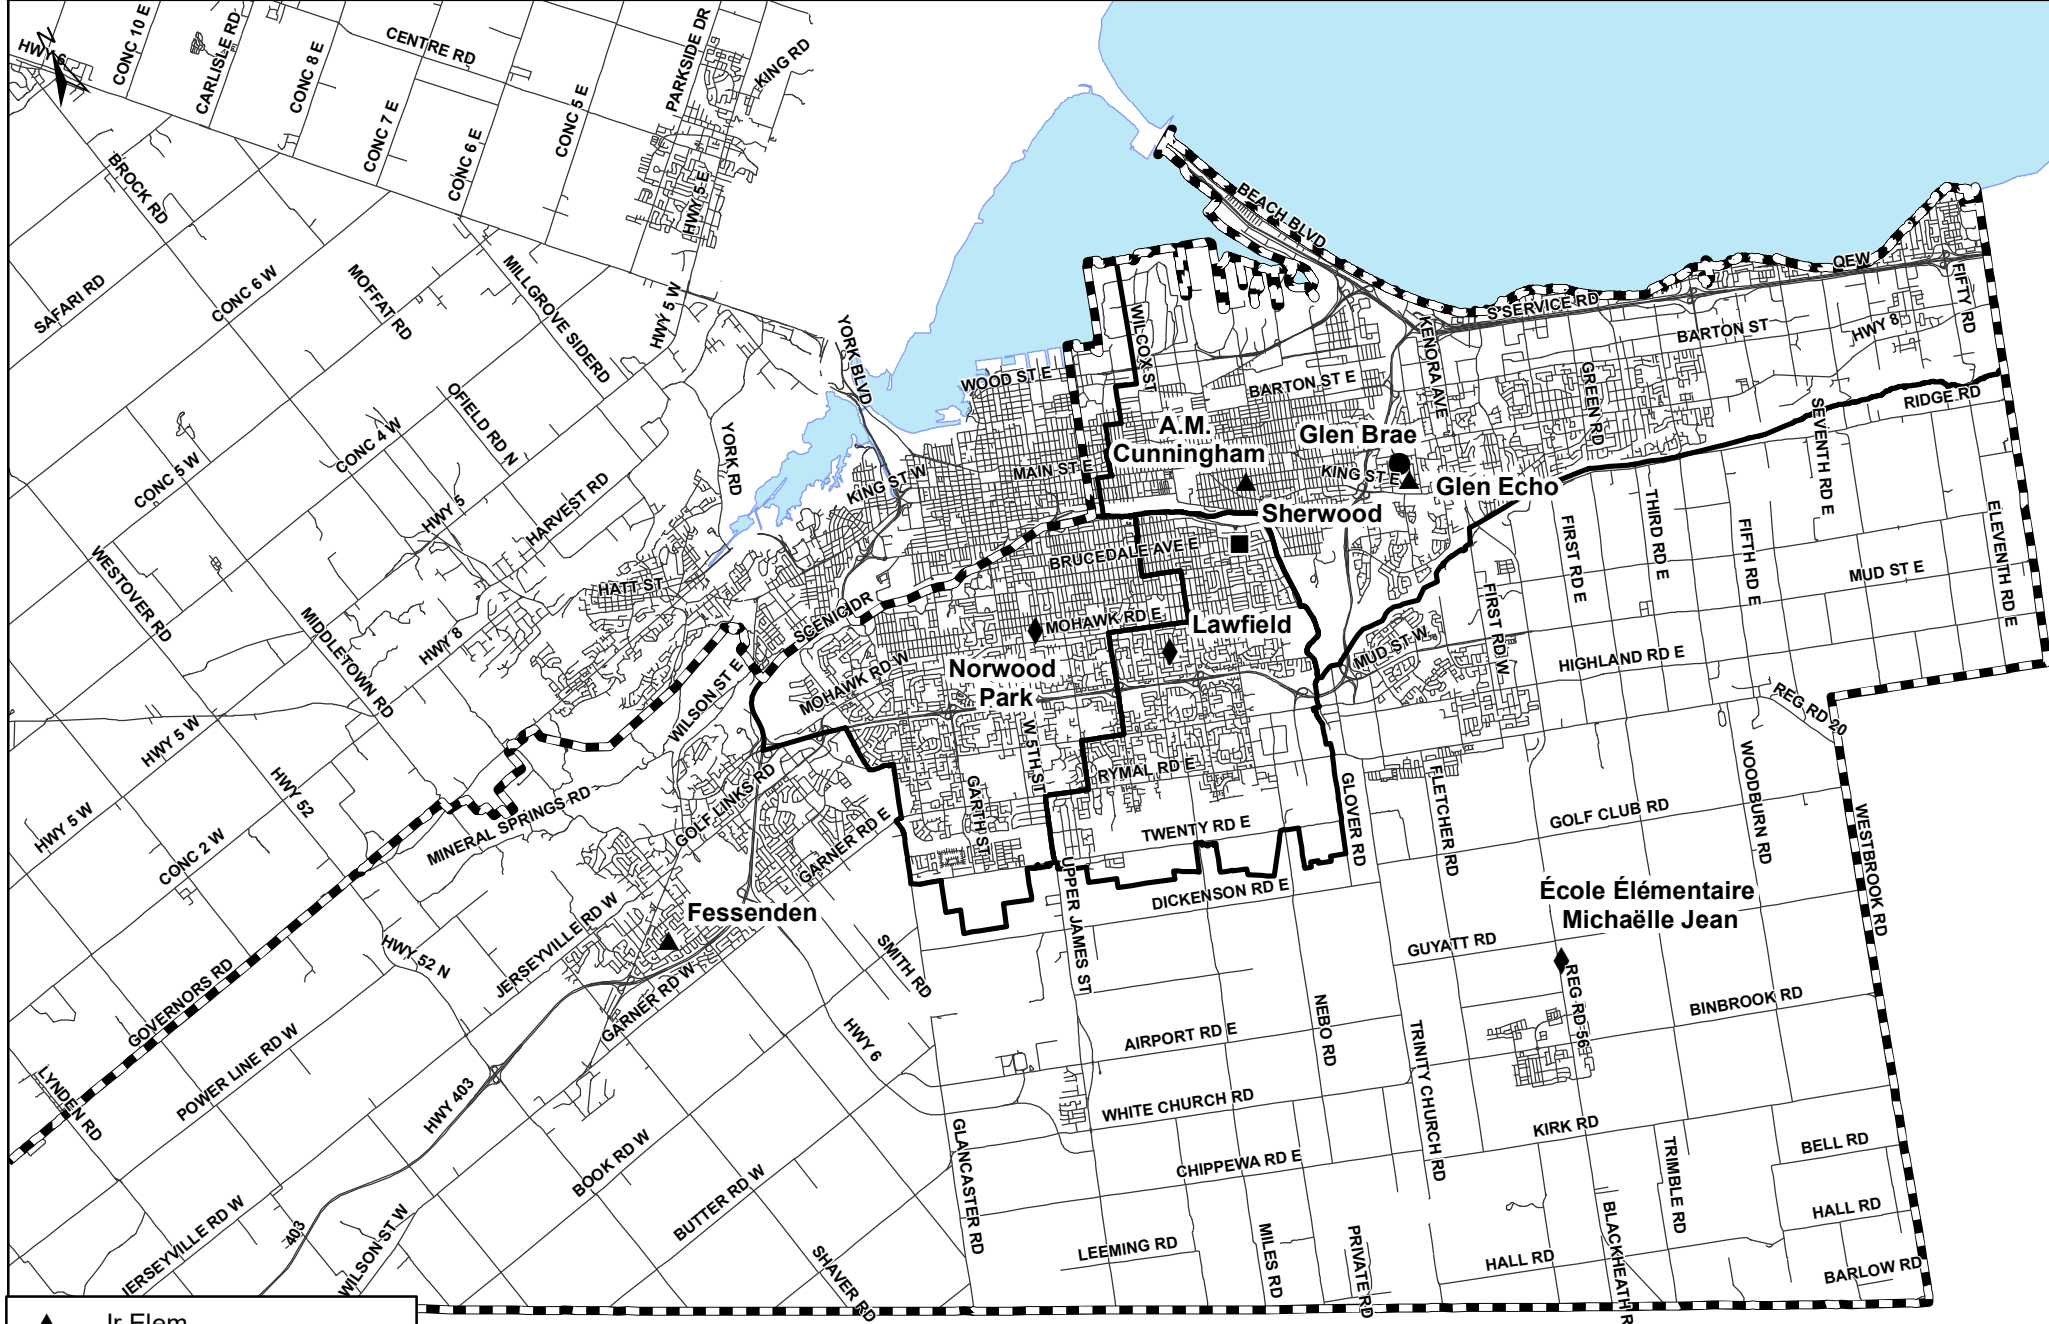 HWY 6
N
CONC 10 E
CARLISLE RD
CONC 8 E
CENTRE RD
CONC 7 E
CONC 6 E
CONC 5 E
PARKSIDE DR
KING RD
HWY 5 E
BROCK RD
SAFARI RD
CONC 6 W
MOFFAT RD
MILLGROVE SIDERD
HWY 5 W
YORK BLVD
BEACH BLVD
QEW
S SERVICE RD
FIFTY RD
HWY 8
BARTON ST
KENORA AVE
WILCOX ST
BARTON ST E
GREEN RD
WOOD ST E
RIDGE RD
SEVENTH RD E
OFIELD RD N
CONC 4 W
CONC 5 W
YORK RD
HARVEST RD
HWY 5
KING ST W
MAIN ST E
A.M.
Cunningham
Glen Brae
KING ST E
Glen Echo
Sherwood
FIRST RD E
THIRD RD E
FIFTH RD E
ELEVENTH RD E
MUD ST E
WESTOVER RD
MIDDLETOWN RD
HATT ST
HWY 8
SCENIC DR
BRUCEDALE AVE E
MOHAWK RD E
Lawfield
FIRST RD W
MUD ST W
HIGHLAND RD E
REG RD 20
Norwood
Park
MOHAWK RD W
WILSON ST E
HWY 5 W
HWY 5 W
HWY 52
CONC 2 W
MINERAL SPRINGS RD
GOLF LINKS RD
GARNER RD E
GARTH ST
W 5TH ST
RYMAL RD E
TWENTY RD E
GLOVER RD
FLETCHER RD
GOLF CLUB RD
WOODBURN RD
WESTBROOK RD
DICKENSON RD E
UPPER JAMES ST
École Élémentaire
Michaëlle Jean
GUYATT RD
REG RD 56
BINBROOK RD
Fessenden
JERSEYVILLE RD W
HWY 52 N
GARNER RD W
SMITH RD
HWY 6
GOVERNORS RD
POWER LINE RD W
LYNDEN RD
HWY 403
AIRPORT RD E
NEBO RD
TRINITY CHURCH RD
WHITE CHURCH RD
KIRK RD
BELL RD
TRIMBLE RD
CHIPPEWA RD E
GLANCASTER RD
BOOK RD W
BUTTER RD W
JERSEYVILLE RD W
403
WILSON ST W
SHAVER RD
LEEMING RD
MILES RD
PRIVATE RD
HALL RD
HALL RD
BLACKHEATH R
BARLOW RD
Jr Elem